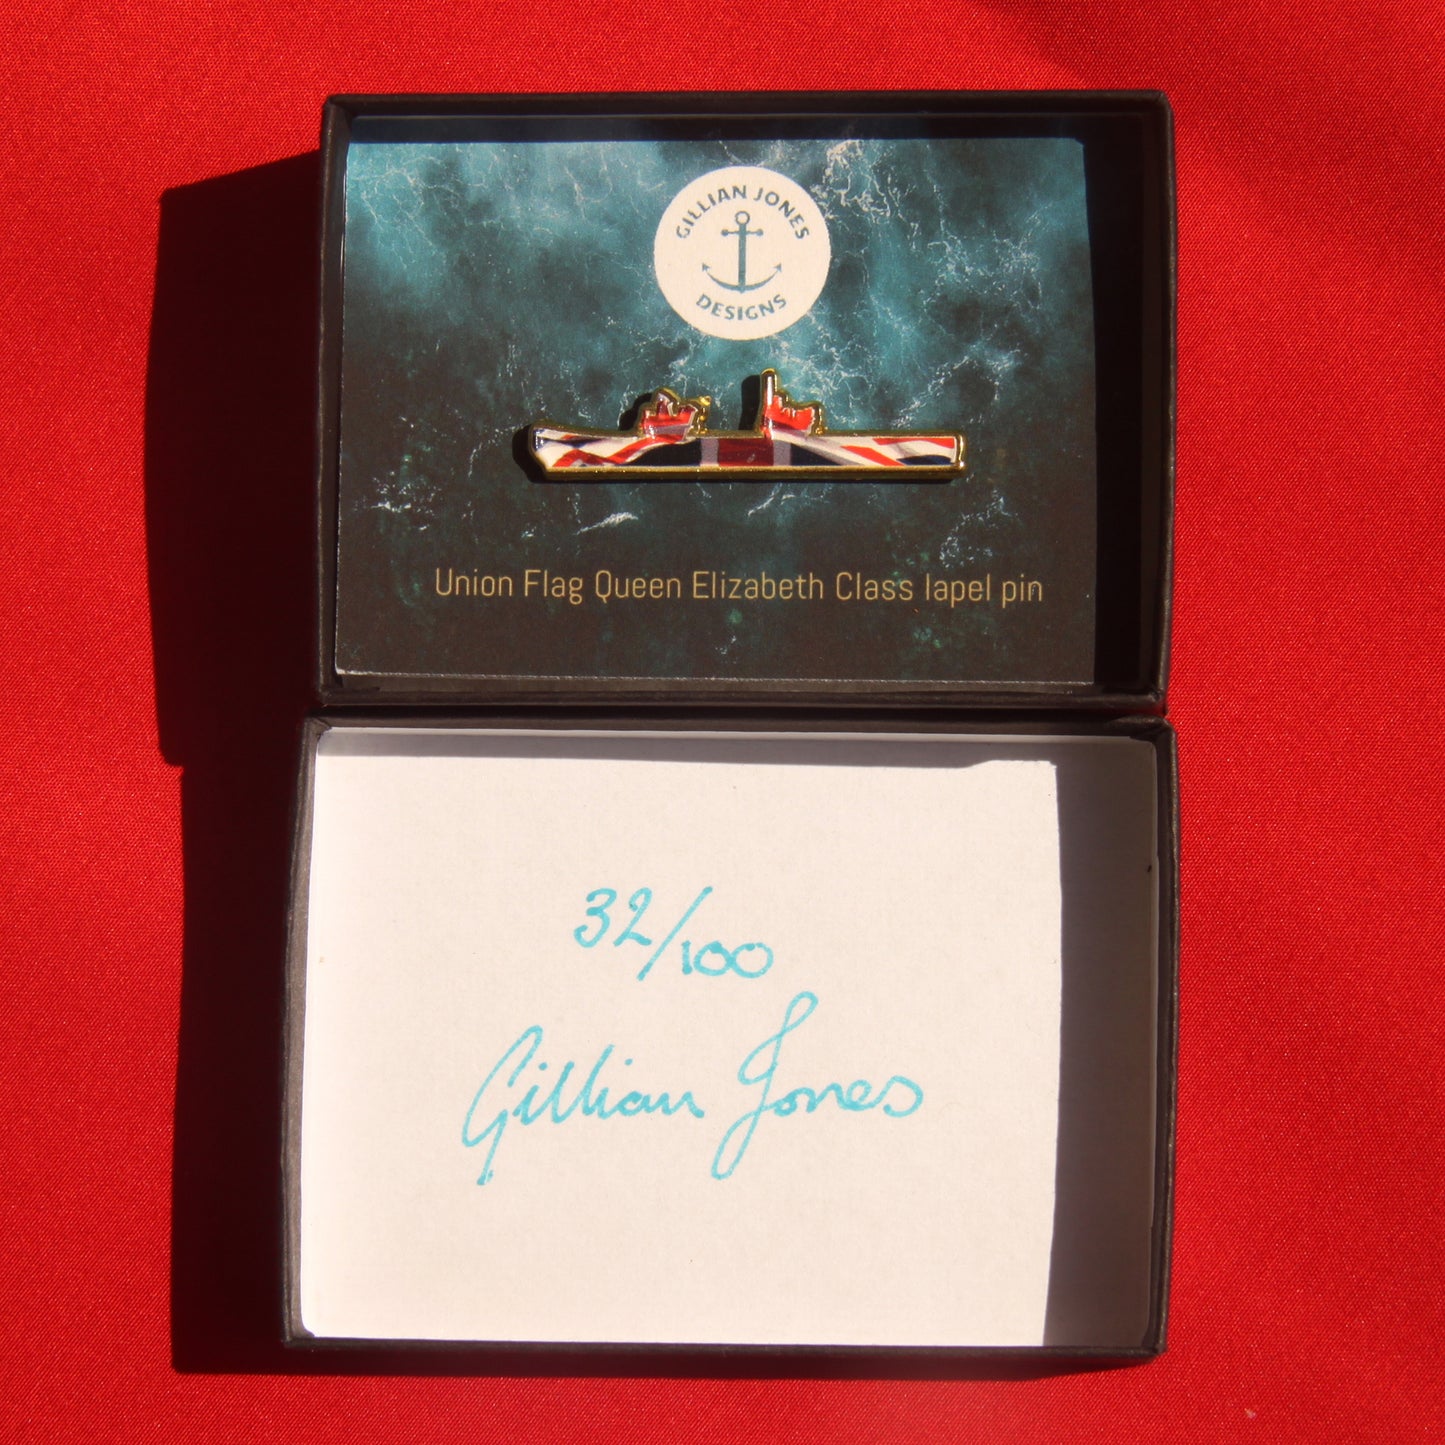 GILLIAN JONES
DESIGNS
Union Flag Queen Elizabeth Class lapel pin
32/100
Gillian Jones